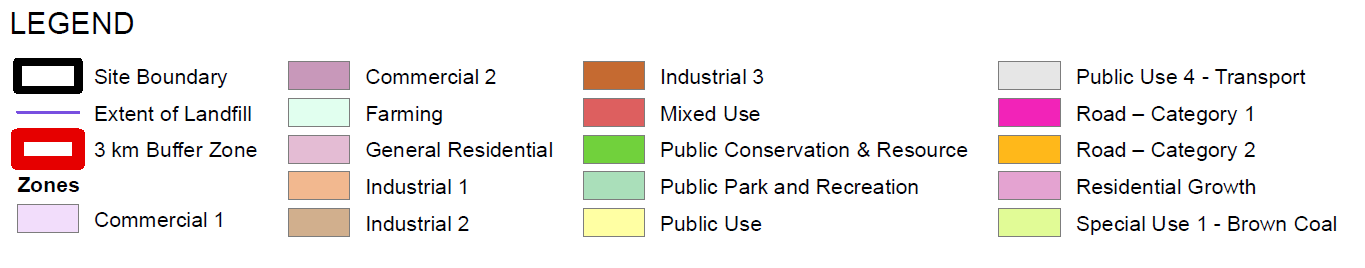 LEGEND
Site Boundary
Extent of Landfill
3 km Buffer Zone
Zones
Commercial 1
Commercial 2
Farming
General Residential
Industrial 1
Industrial 2
Industrial 3
Mixed Use
Public Conservation & Resource
Public Park and Recreation
Public Use
Public Use 4 - Transport
Road – Category 1
Road – Category 2
Residential Growth
Special Use 1 - Brown Coal